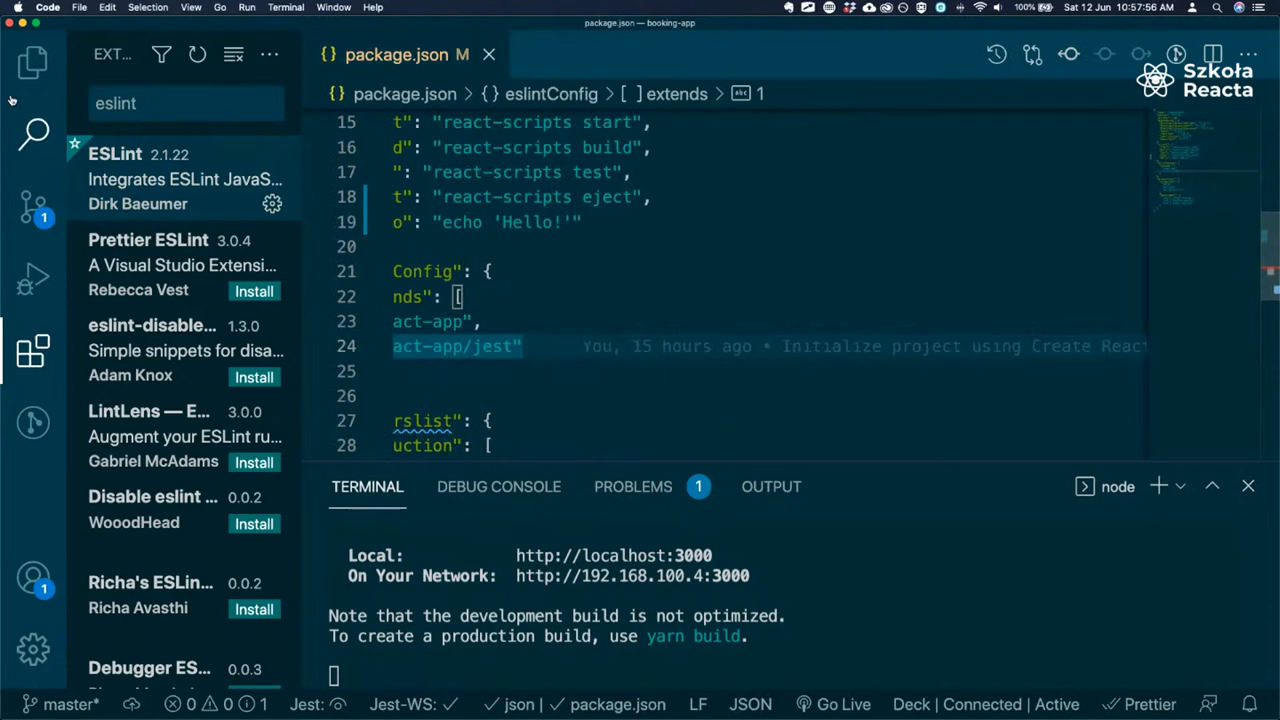 Code File Edit Selection View Go Run Terminal Window Help 100% Sat 12 Jun 10:57:56 AM
package.json — booking-app
EXT...
package.json M
Szkoła
Reacta
eslint
package.json > {} eslintConfig > [ ] extends > abc 1
ESLint 2.1.22
Integrates ESLint JavaS...
Dirk Baeumer
Prettier ESLint 3.0.4
A Visual Studio Extensi...
Rebecca Vest Install
eslint-disable... 1.3.0
Simple snippets for disa...
Adam Knox Install
LintLens — E... 3.0.0
Augment your ESLint ru...
Gabriel McAdams Install
Disable eslint ... 0.0.2
WooodHead Install
Richa's ESLin... 0.0.2
Richa Avasthi Install
Debugger ES... 0.0.3
1
1
15 t": "react-scripts start",
16 d": "react-scripts build",
17 ": "react-scripts test",
18 t": "react-scripts eject",
19 o": "echo 'Hello!'"
20
21 Config": {
22 nds": [
23 act-app",
24 act-app/jest" You, 15 hours ago • Initialize project using Create React
25
26
27 rslist": {
28 uction": [
TERMINAL DEBUG CONSOLE PROBLEMS 1 OUTPUT node
Local: http://localhost:3000
On Your Network: http://192.168.100.4:3000
Note that the development build is not optimized.
To create a production build, use yarn build.
master* 0 0 1 Jest: Jest-WS: json | package.json LF JSON Go Live Deck | Connected | Active Prettier